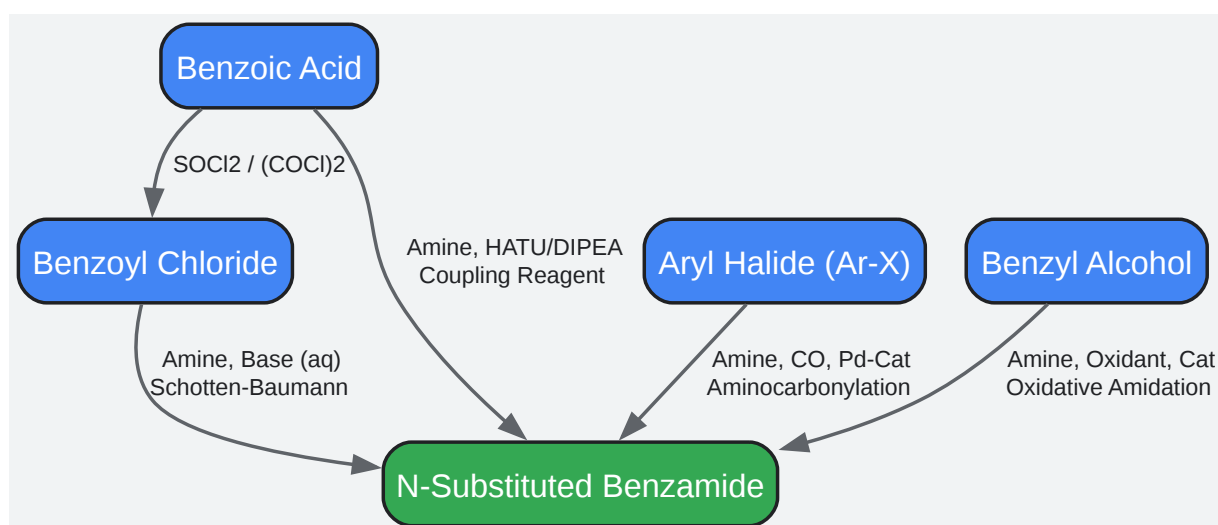 Benzoic Acid
SOCl2 / (COCl)2
Benzoyl Chloride
Amine, HATU/DIPEA
Coupling Reagent
Aryl Halide (Ar-X)
Benzyl Alcohol
Amine, Base (aq)
Schotten-Baumann
Amine, CO, Pd-Cat
Aminocarbonylation
Amine, Oxidant, Cat
Oxidative Amidation
N-Substituted Benzamide